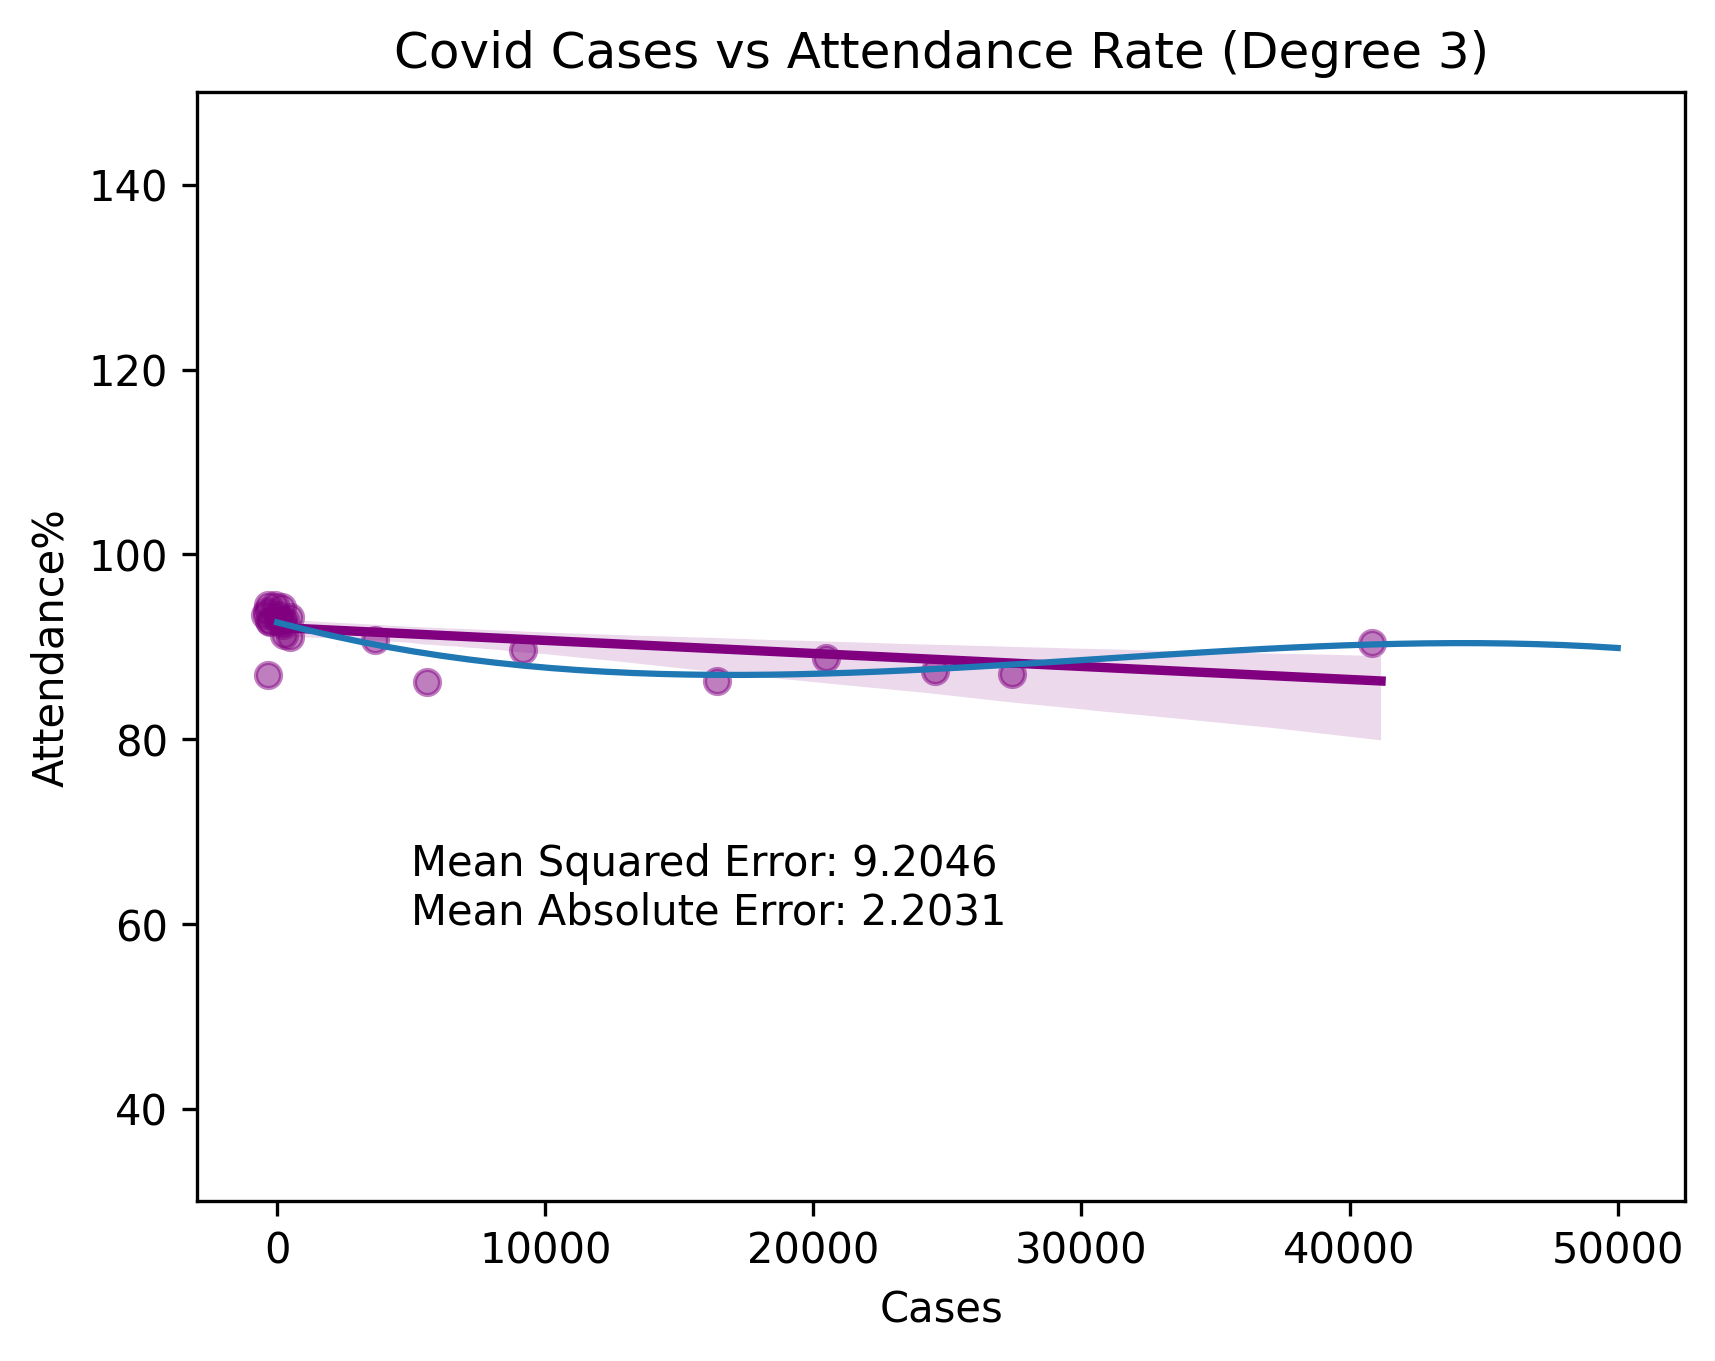 Covid Cases vs Attendance Rate (Degree 3)
140
120
100
80
60
40
Attendance%
Mean Squared Error: 9.2046
Mean Absolute Error: 2.2031
0 10000 20000 30000 40000 50000
Cases